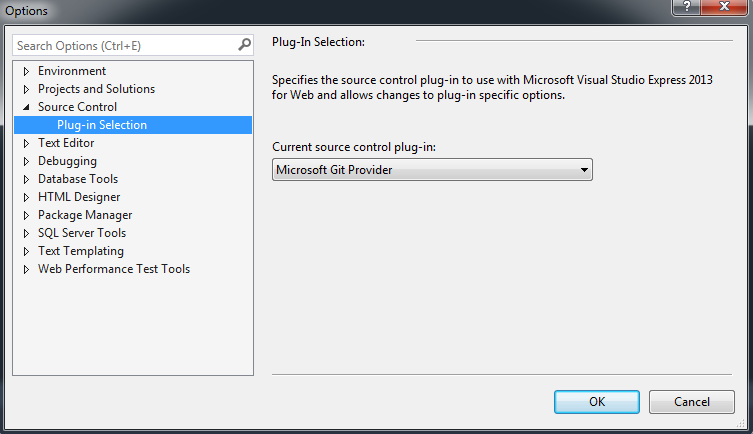 Options
Search Options (Ctrl+E)
Environment
Projects and Solutions
Source Control
Plug-in Selection
Text Editor
Debugging
Database Tools
HTML Designer
Package Manager
SQL Server Tools
Text Templating
Web Performance Test Tools
Plug-In Selection:
Specifies the source control plug-in to use with Microsoft Visual Studio Express 2013
for Web and allows changes to plug-in specific options.
Current source control plug-in:
Microsoft Git Provider
OK
Cancel